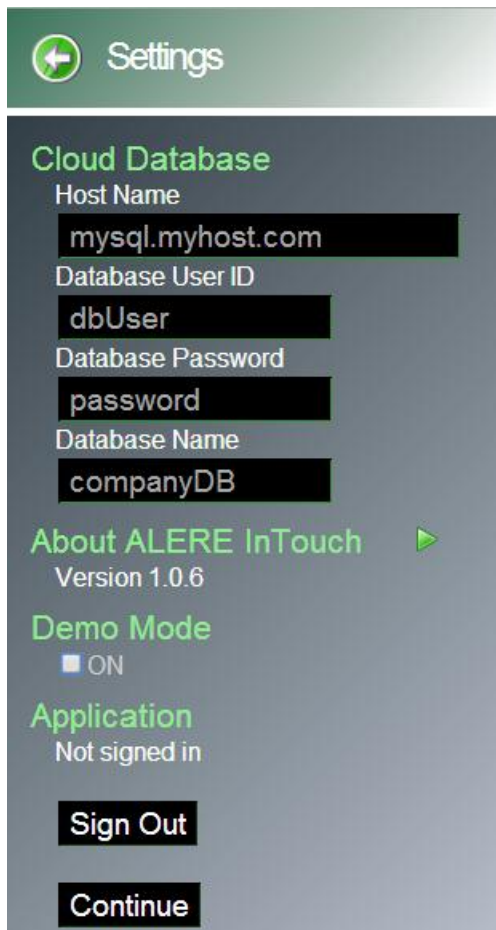 Settings
Cloud Database
Host Name
mysql.myhost.com
Database User ID
dbUser
Database Password
password
Database Name
companyDB
About ALERE InTouch
Version 1.0.6
Demo Mode
ON
Application
Not signed in
Sign Out
Continue